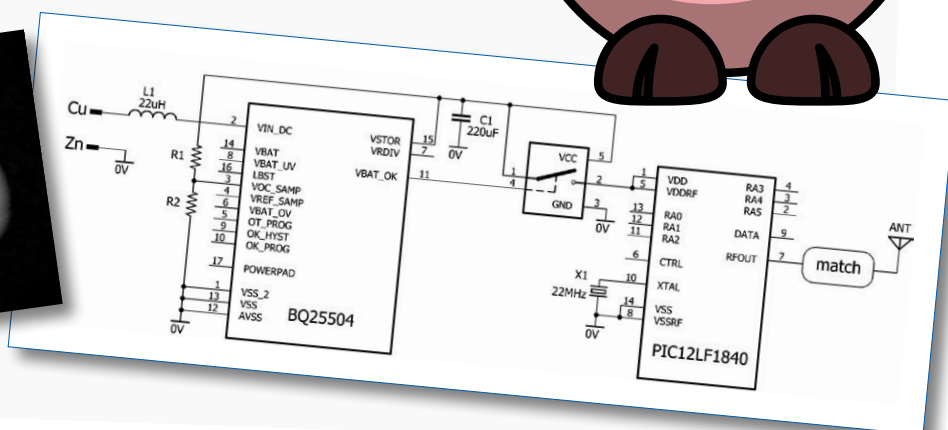 Cu
L1
22uH
Zn
0V
R1
R2
2
14
8
16
3
4
6
5
9
10
17
1
13
12
0V
VIN_DC
VBAT
VBAT_UV
LBST
VOC_SAMP
VREF_SAMP
VBAT_OV
OT_PROG
OK_HYST
OK_PROG
POWERPAD
VSS_2
VSS
AVSS
BQ25504
VSTOR
VRDIV
VBAT_OK
15
7
11
C1
220uF
0V
1
4
VCC
GND
5
2
3
0V
1
5
13
12
11
6
10
14
8
X1
22MHz
0V
VDD
VDDRF
RA0
RA1
RA2
CTRL
XTAL
VSS
VSSRF
PIC12LF1840
RA3
RA4
RA5
DATA
RFOUT
4
3
2
9
7
match
ANT